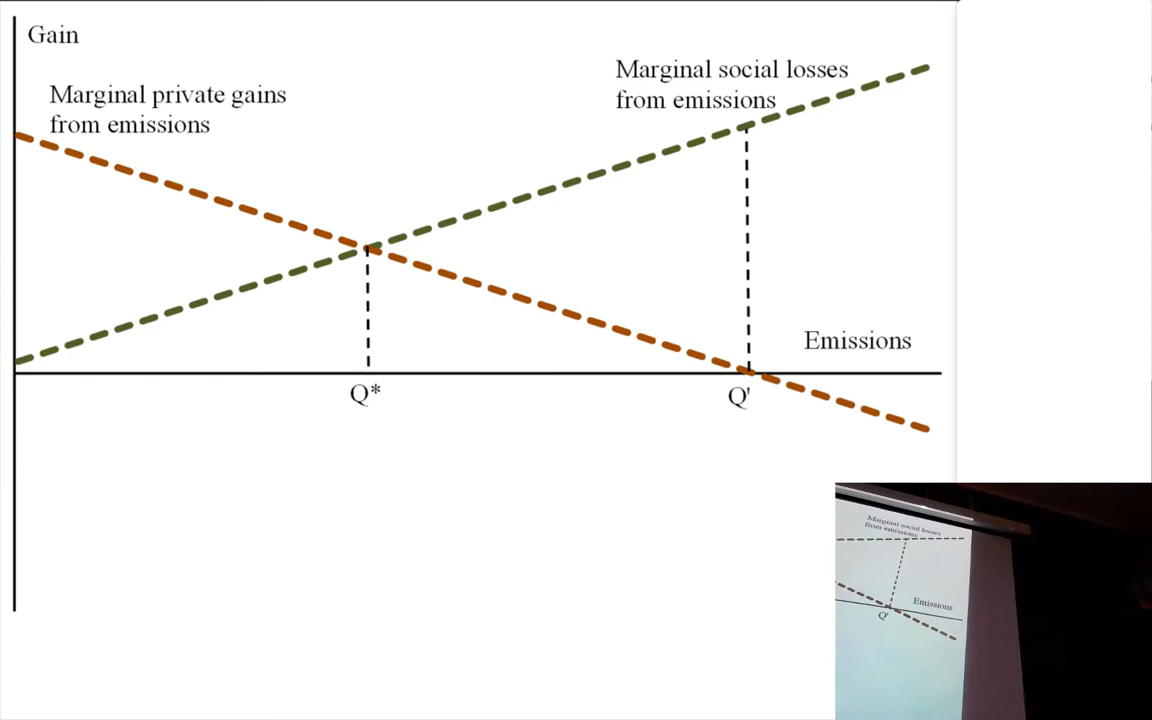 Gain
Marginal private gains
from emissions
Marginal social losses
from emissions
Emissions
Q*
Q'
Marginal social losses
from emissions
Emissions
Q'